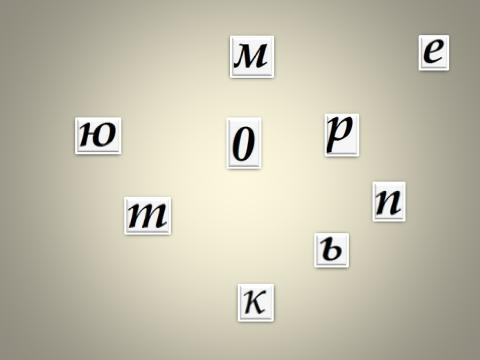 м
е
ю
о
р
т
п
ь
к